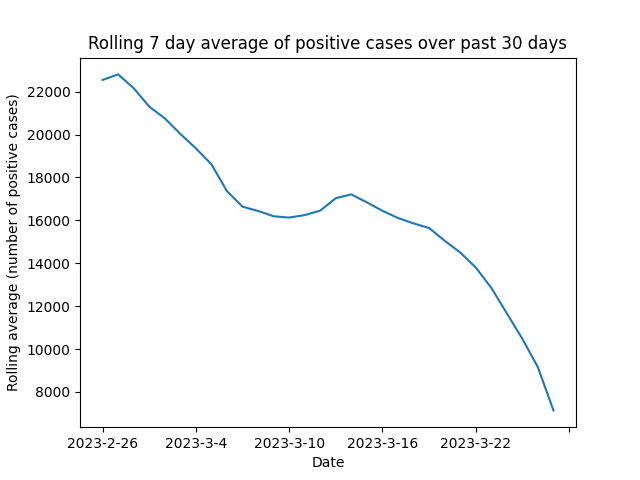 Rolling 7 day average of positive cases over past 30 days
Rolling average (number of positive cases)
22000
20000
18000
16000
14000
12000
10000
8000
2023-2-26 2023-3-4 2023-3-10 2023-3-16 2023-3-22
Date